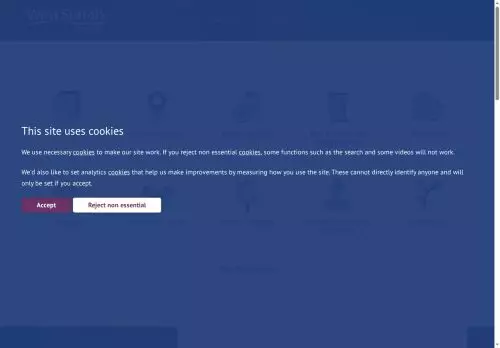 This site uses cookies
We use necessary cookies to make our site work. If you reject non essential cookies, some functions such as the search and some videos will not work.
We'd also like to set analytics cookies that help us make improvements by measuring how you use the site. These cannot directly identify anyone and will
only be set if you accept.
Accept
Reject non essential